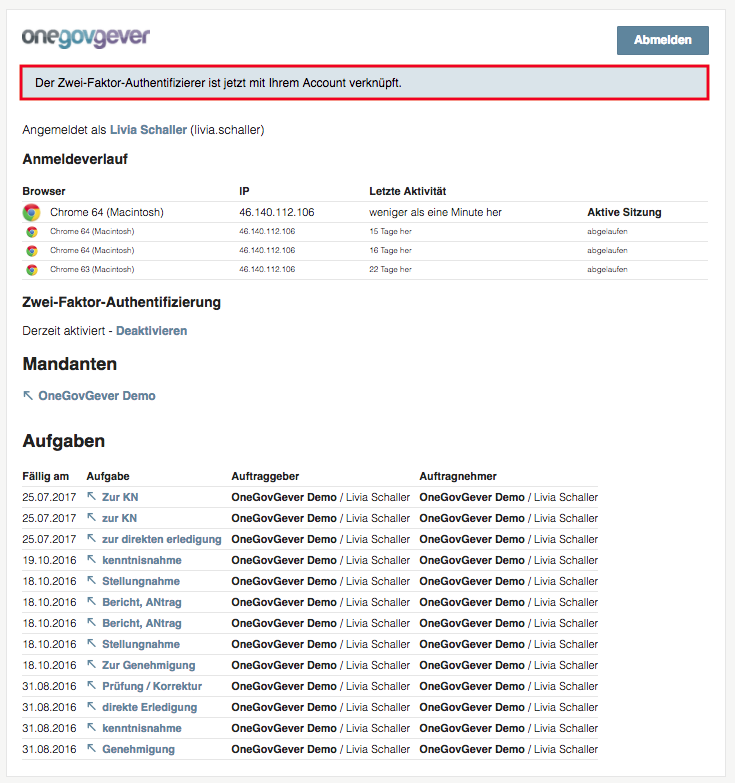 onegovgever
Abmelden
Der Zwei-Faktor-Authentifizierer ist jetzt mit Ihrem Account verknüpft.
Angemeldet als Livia Schaller (livia.schaller)
Anmeldeverlauf
Browser IP Letzte Aktivität
Chrome 64 (Macintosh) 46.140.112.106 weniger als eine Minute her Aktive Sitzung
Chrome 64 (Macintosh) 46.140.112.106 15 Tage her abgelaufen
Chrome 64 (Macintosh) 46.140.112.106 16 Tage her abgelaufen
Chrome 63 (Macintosh) 46.140.112.106 22 Tage her abgelaufen
Zwei-Faktor-Authentifizierung
Derzeit aktiviert - Deaktivieren
Mandanten
OneGovGever Demo
Aufgaben
Fällig am Aufgabe Auftraggeber Auftragnehmer
25.07.2017 Zur KN OneGovGever Demo / Livia Schaller OneGovGever Demo / Livia Schaller
25.07.2017 zur KN OneGovGever Demo / Livia Schaller OneGovGever Demo / Livia Schaller
25.07.2017 zur direkten erledigung OneGovGever Demo / Livia Schaller OneGovGever Demo / Livia Schaller
19.10.2016 kenntnisnahme OneGovGever Demo / Livia Schaller OneGovGever Demo / Livia Schaller
18.10.2016 Stellungnahme OneGovGever Demo / Livia Schaller OneGovGever Demo / Livia Schaller
18.10.2016 Bericht, ANtrag OneGovGever Demo / Livia Schaller OneGovGever Demo / Livia Schaller
18.10.2016 Bericht, ANtrag OneGovGever Demo / Livia Schaller OneGovGever Demo / Livia Schaller
18.10.2016 Stellungnahme OneGovGever Demo / Livia Schaller OneGovGever Demo / Livia Schaller
18.10.2016 Zur Genehmigung OneGovGever Demo / Livia Schaller OneGovGever Demo / Livia Schaller
31.08.2016 Prüfung / Korrektur OneGovGever Demo / Livia Schaller OneGovGever Demo / Livia Schaller
31.08.2016 direkte Erledigung OneGovGever Demo / Livia Schaller OneGovGever Demo / Livia Schaller
31.08.2016 kenntnisnahme OneGovGever Demo / Livia Schaller OneGovGever Demo / Livia Schaller
31.08.2016 Genehmigung OneGovGever Demo / Livia Schaller OneGovGever Demo / Livia Schaller